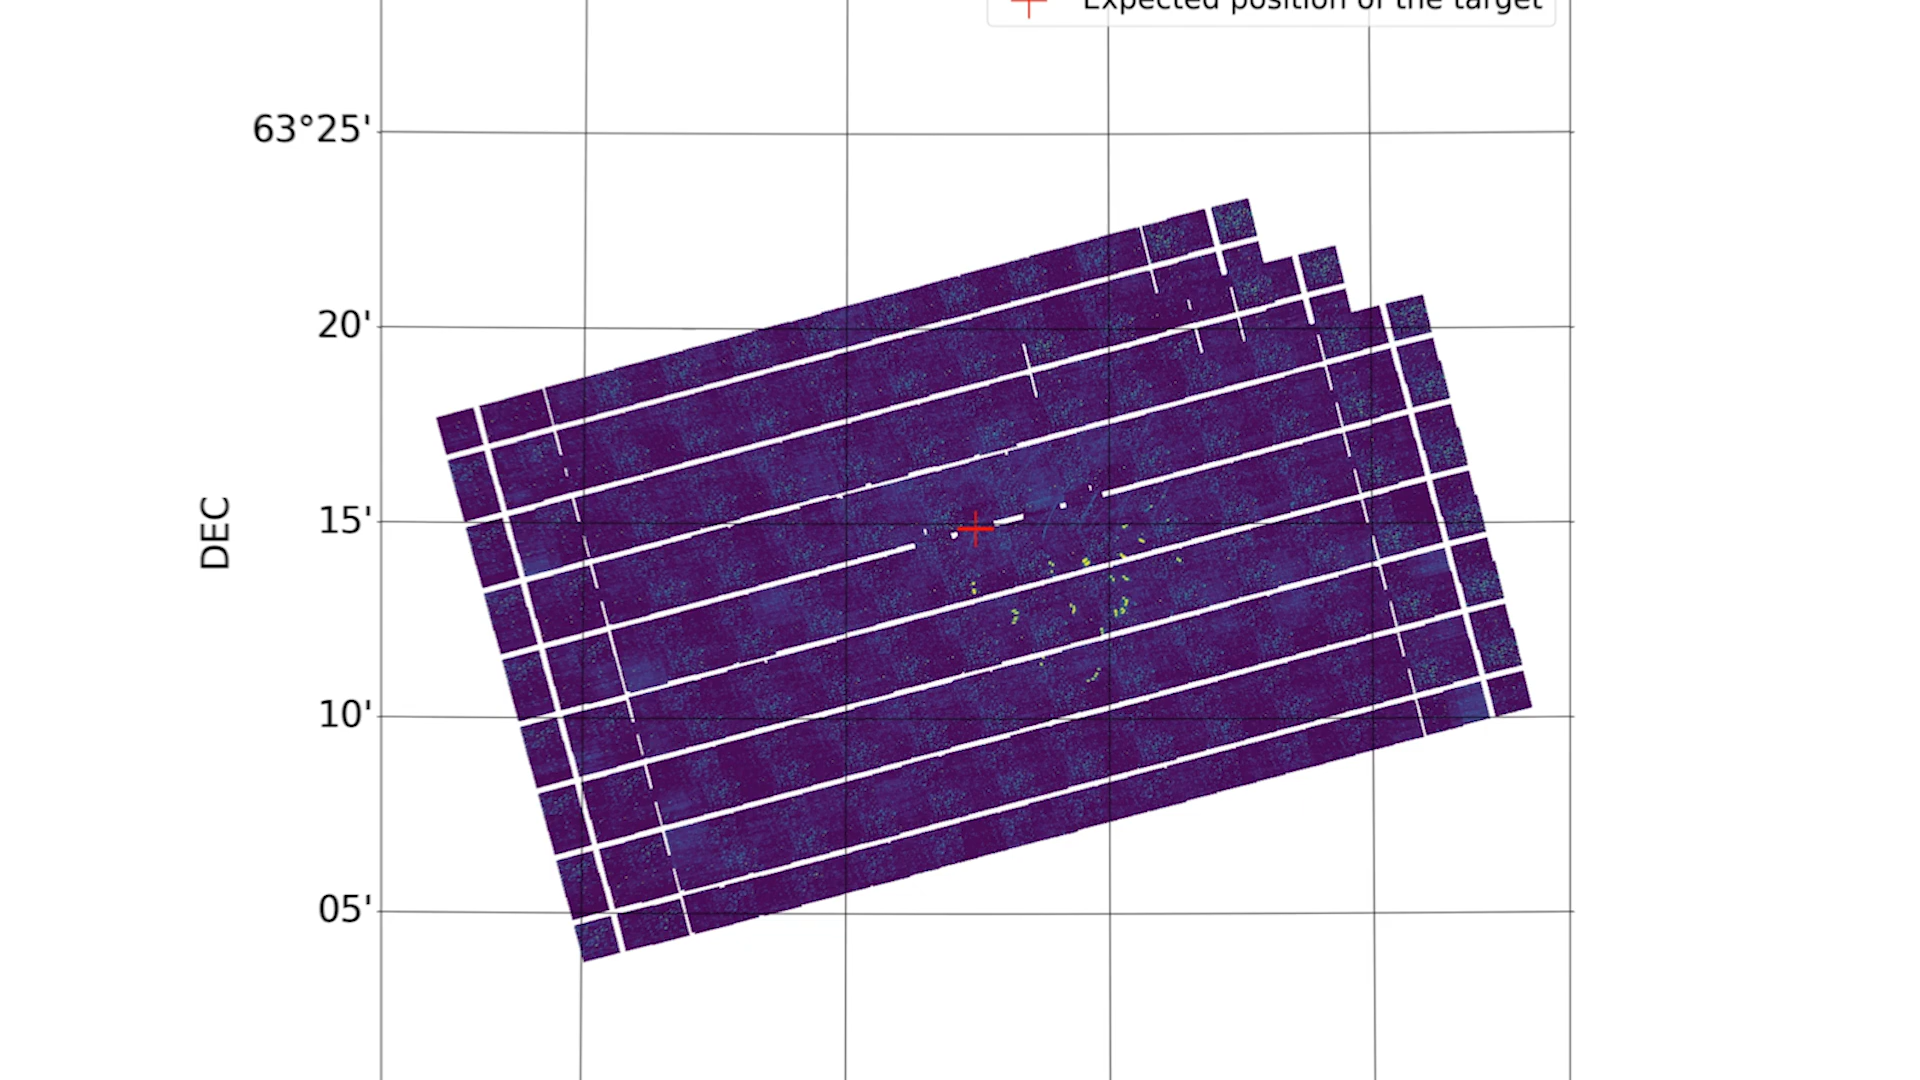 Expected position of the target
63°25'
20'
15'
DEC
10'
05'